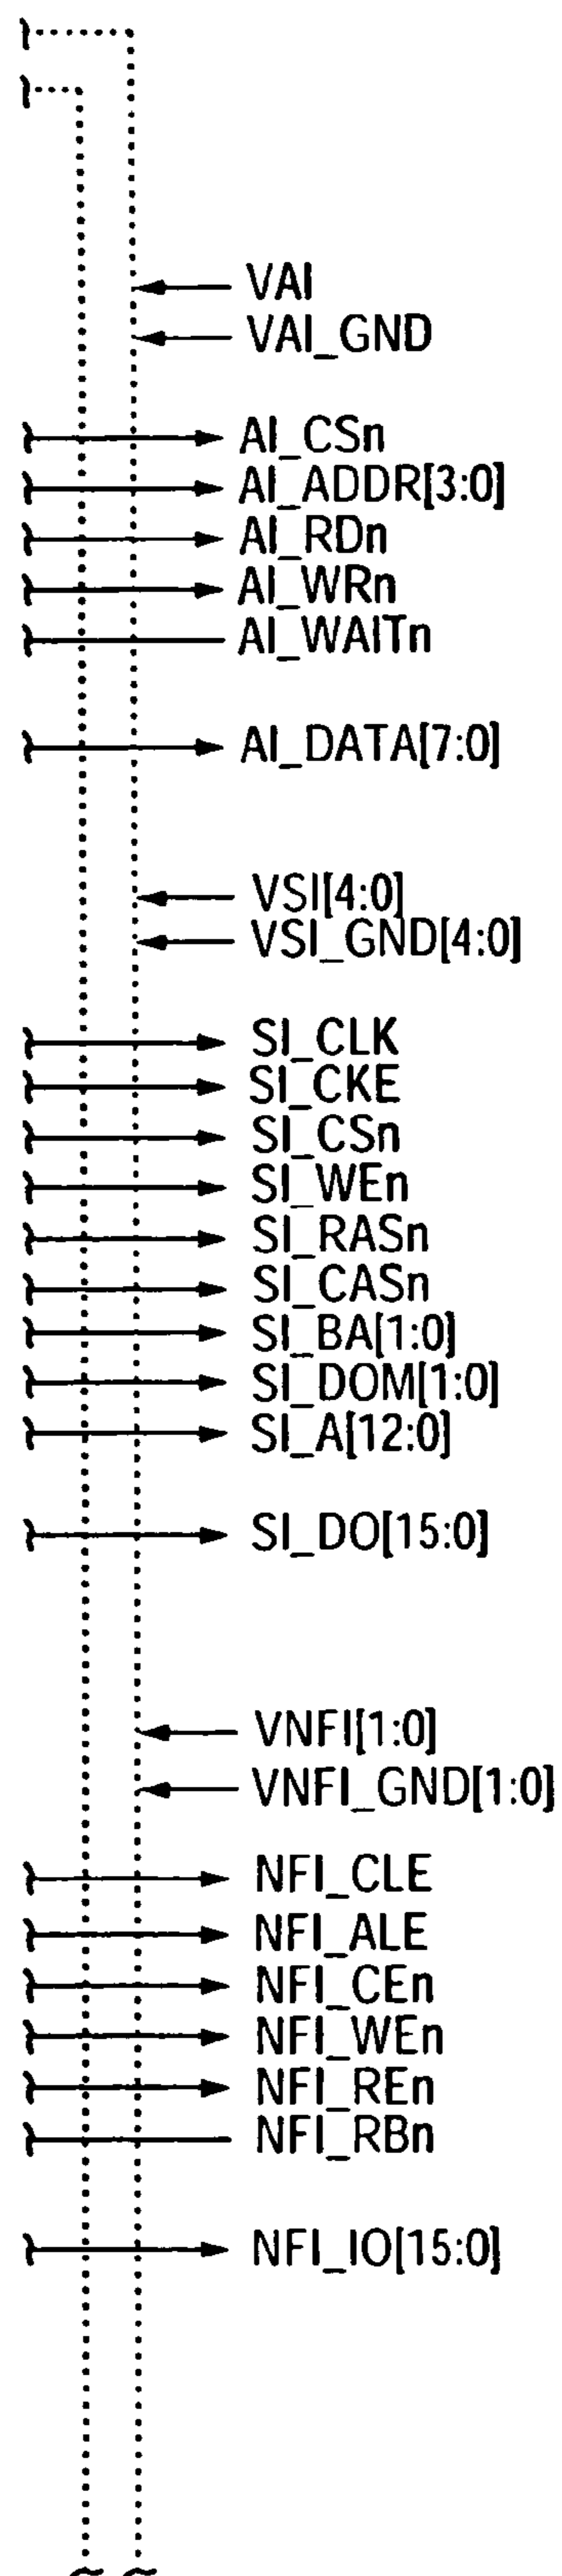 VAI
VAI_GND
AI_CSn
AI_ADDR[3:0]
AI_RDn
AI_WRn
AI_WAITn
AI_DATA[7:0]
VSI[4:0]
VSI_GND[4:0]
SI_CLK
SI_CKE
SI_CSn
SI_WEn
SI_RASn
SI_CASn
SI_BA[1:0]
SI_DOM[1:0]
SI_A[12:0]
SI_DO[15:0]
VNFI[1:0]
VNFI_GND[1:0]
NFI_CLE
NFI_ALE
NFI_CEn
NFI_WEn
NFI_REn
NFI_RBn
NFI_IO[15:0]